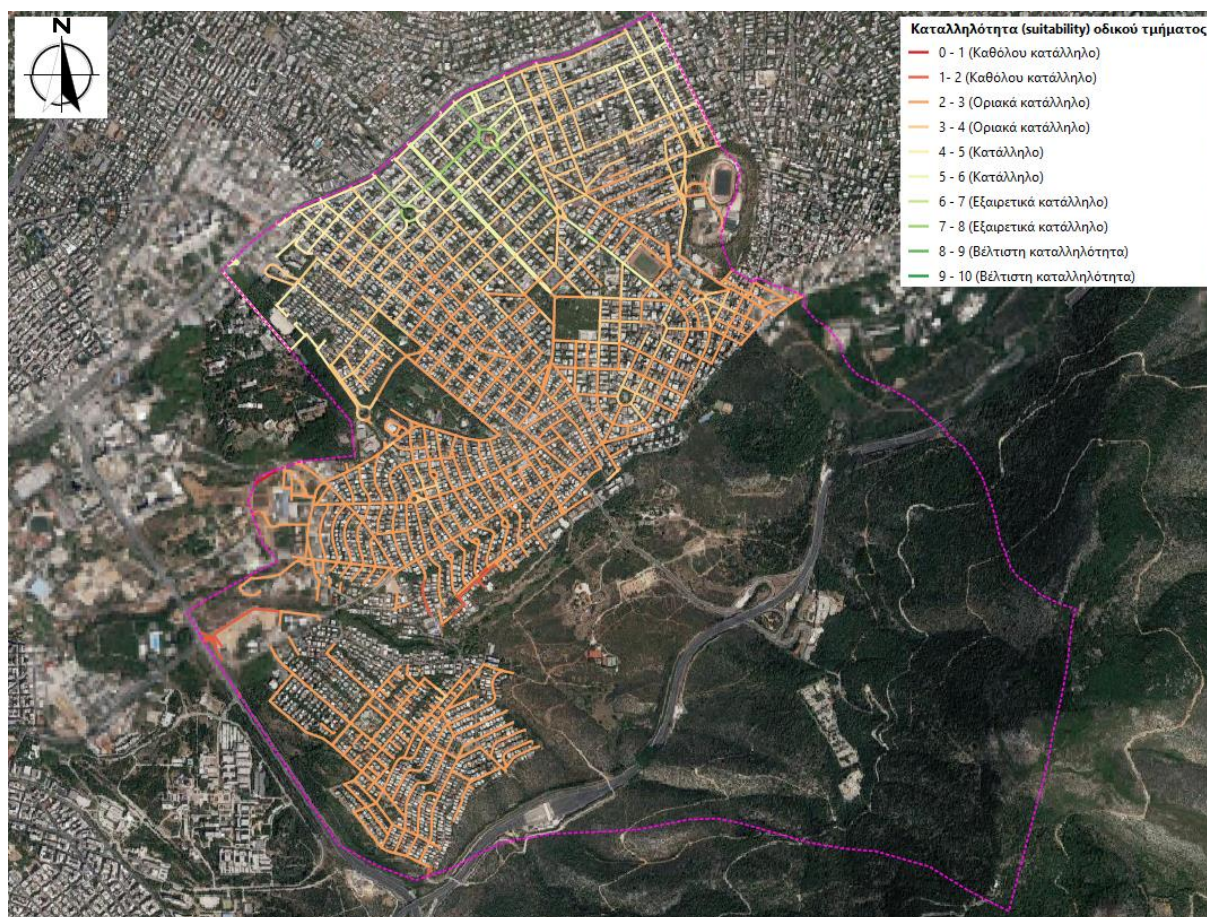 N
Καταλληλότητα (suitability) οδικού τμήματος
0 - 1 (Καθόλου κατάλληλο)
1- 2 (Καθόλου κατάλληλο)
2 - 3 (Οριακά κατάλληλο)
3 - 4 (Οριακά κατάλληλο)
4 - 5 (Κατάλληλο)
5 - 6 (Κατάλληλο)
6 - 7 (Εξαιρετικά κατάλληλο)
7 - 8 (Εξαιρετικά κατάλληλο)
8 - 9 (Βέλτιστη καταλληλότητα)
9 - 10 (Βέλτιστη καταλληλότητα)